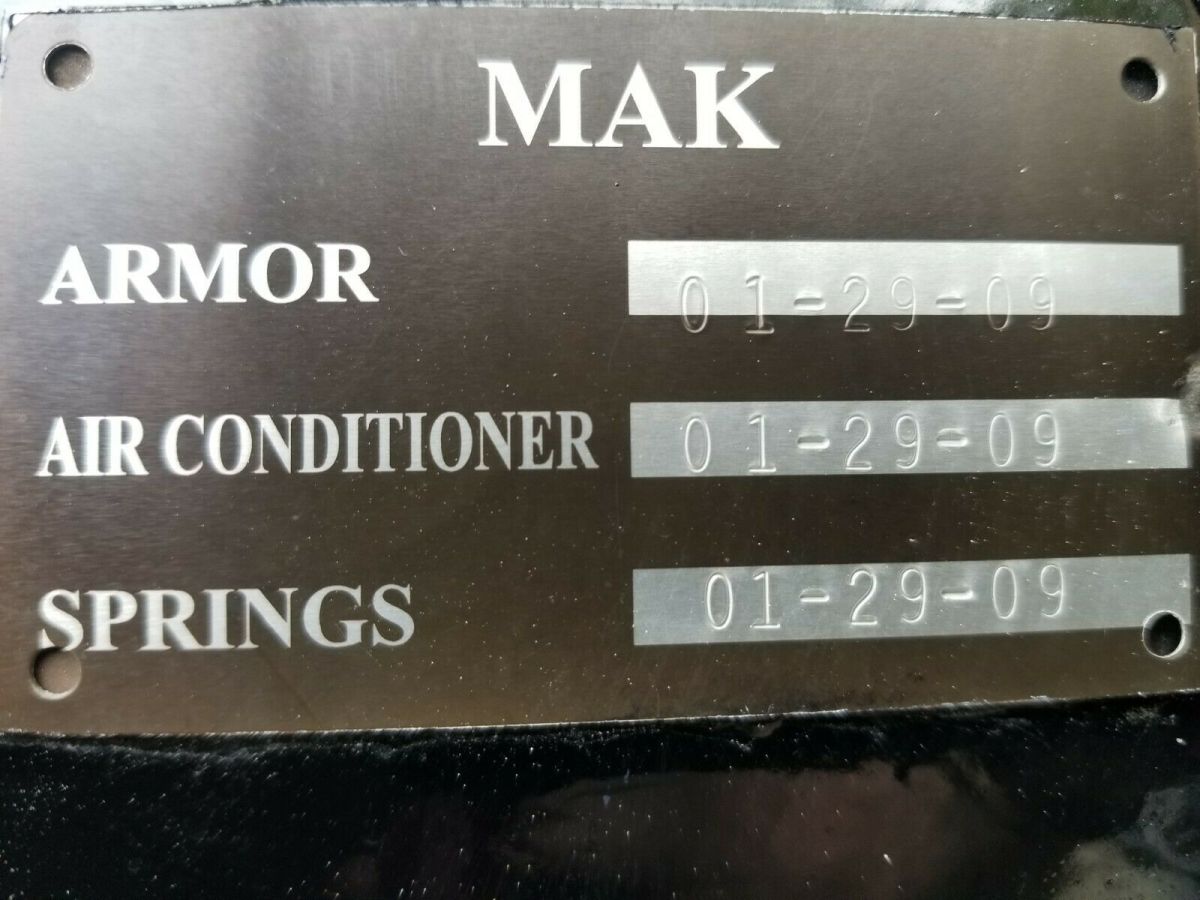 MAK
ARMOR 01-29-09
AIR CONDITIONER 01-29-09
SPRINGS 01-29-09